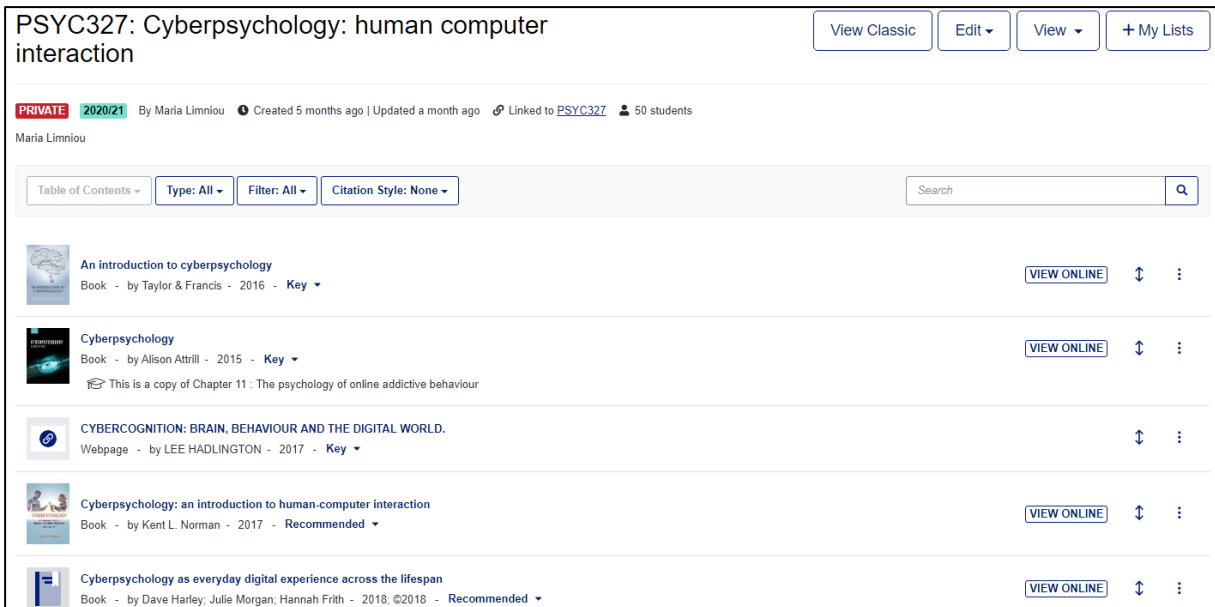 PSYC327: Cyberpsychology: human computer
interaction
View Classic
Edit
View
+ My Lists
PRIVATE 2020/21 By Maria Limniou Created 5 months ago | Updated a month ago Linked to PSYC327 50 students
Maria Limniou
Table of Contents
Type: All
Filter: All
Citation Style: None
Search
An introduction to cyberpsychology
Book - by Taylor & Francis - 2016 - Key
VIEW ONLINE
Cyberpsychology
Book - by Alison Attrill - 2015 - Key
This is a copy of Chapter 11 : The psychology of online addictive behaviour
VIEW ONLINE
CYBERCOGNITION: BRAIN, BEHAVIOUR AND THE DIGITAL WORLD.
Webpage - by LEE HADLINGTON - 2017 - Key
Cyberpsychology: an introduction to human-computer interaction
Book - by Kent L. Norman - 2017 - Recommended
VIEW ONLINE
Cyberpsychology as everyday digital experience across the lifespan
Book - by Dave Harley; Julie Morgan; Hannah Frith - 2018; ©2018 - Recommended
VIEW ONLINE